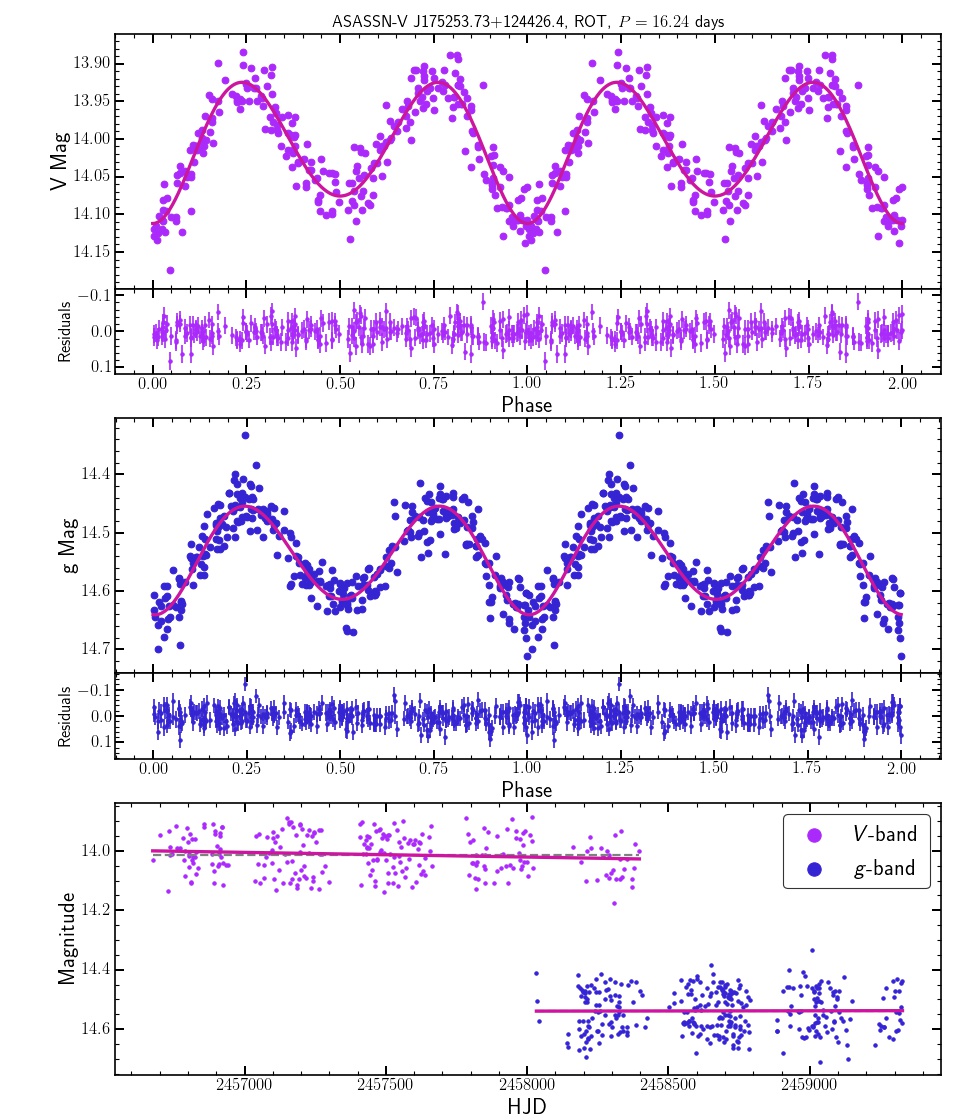 ASASSN-V J175253.73+124426.4, ROT, P = 16.24 days
V Mag
13.90
13.95
14.00
14.05
14.10
14.15
Residuals
−0.1
0.0
0.1
0.00 0.25 0.50 0.75 1.00 1.25 1.50 1.75 2.00
Phase
g Mag
14.4
14.5
14.6
14.7
Residuals
−0.1
0.0
0.1
0.00 0.25 0.50 0.75 1.00 1.25 1.50 1.75 2.00
Phase
Magnitude
14.0
14.2
14.4
14.6
V-band
g-band
2457000 2457500 2458000 2458500 2459000
HJD